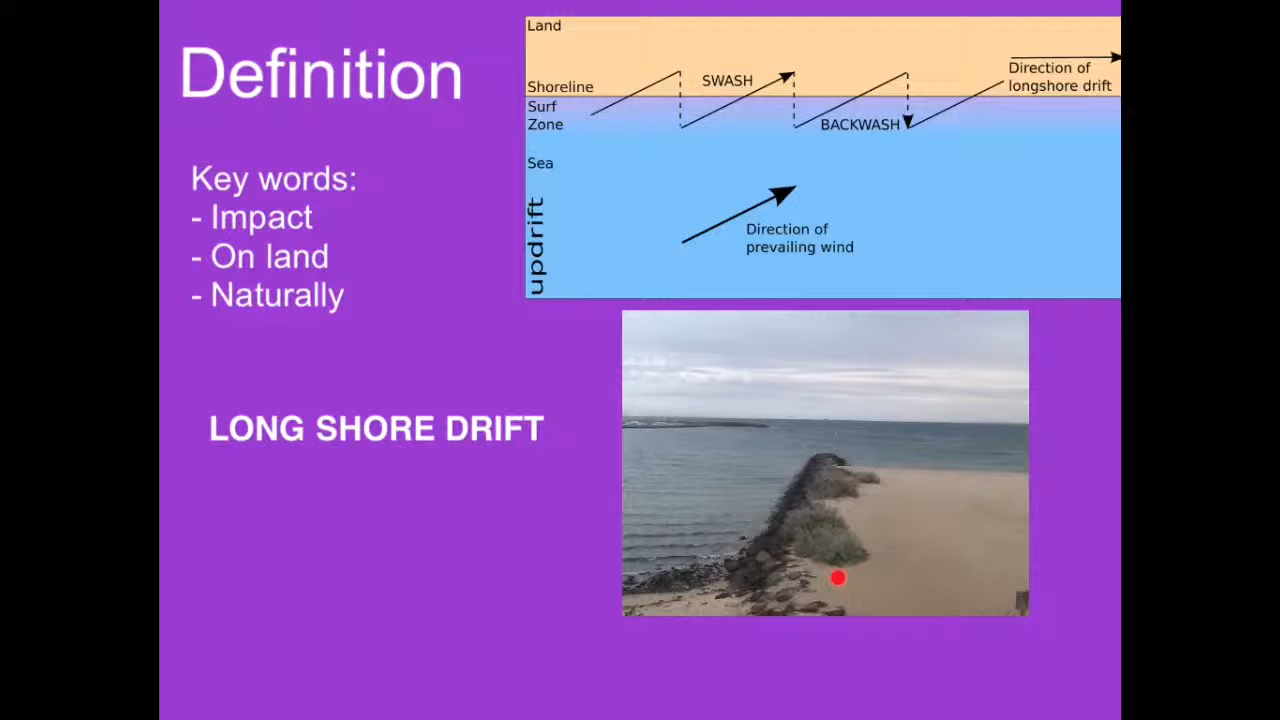 Definition
Key words:
- Impact
- On land
- Naturally
LONG SHORE DRIFT
Land
Shoreline
Surf
Zone
Sea
updrift
SWASH
BACKWASH
Direction of
longshore drift
Direction of
prevailing wind